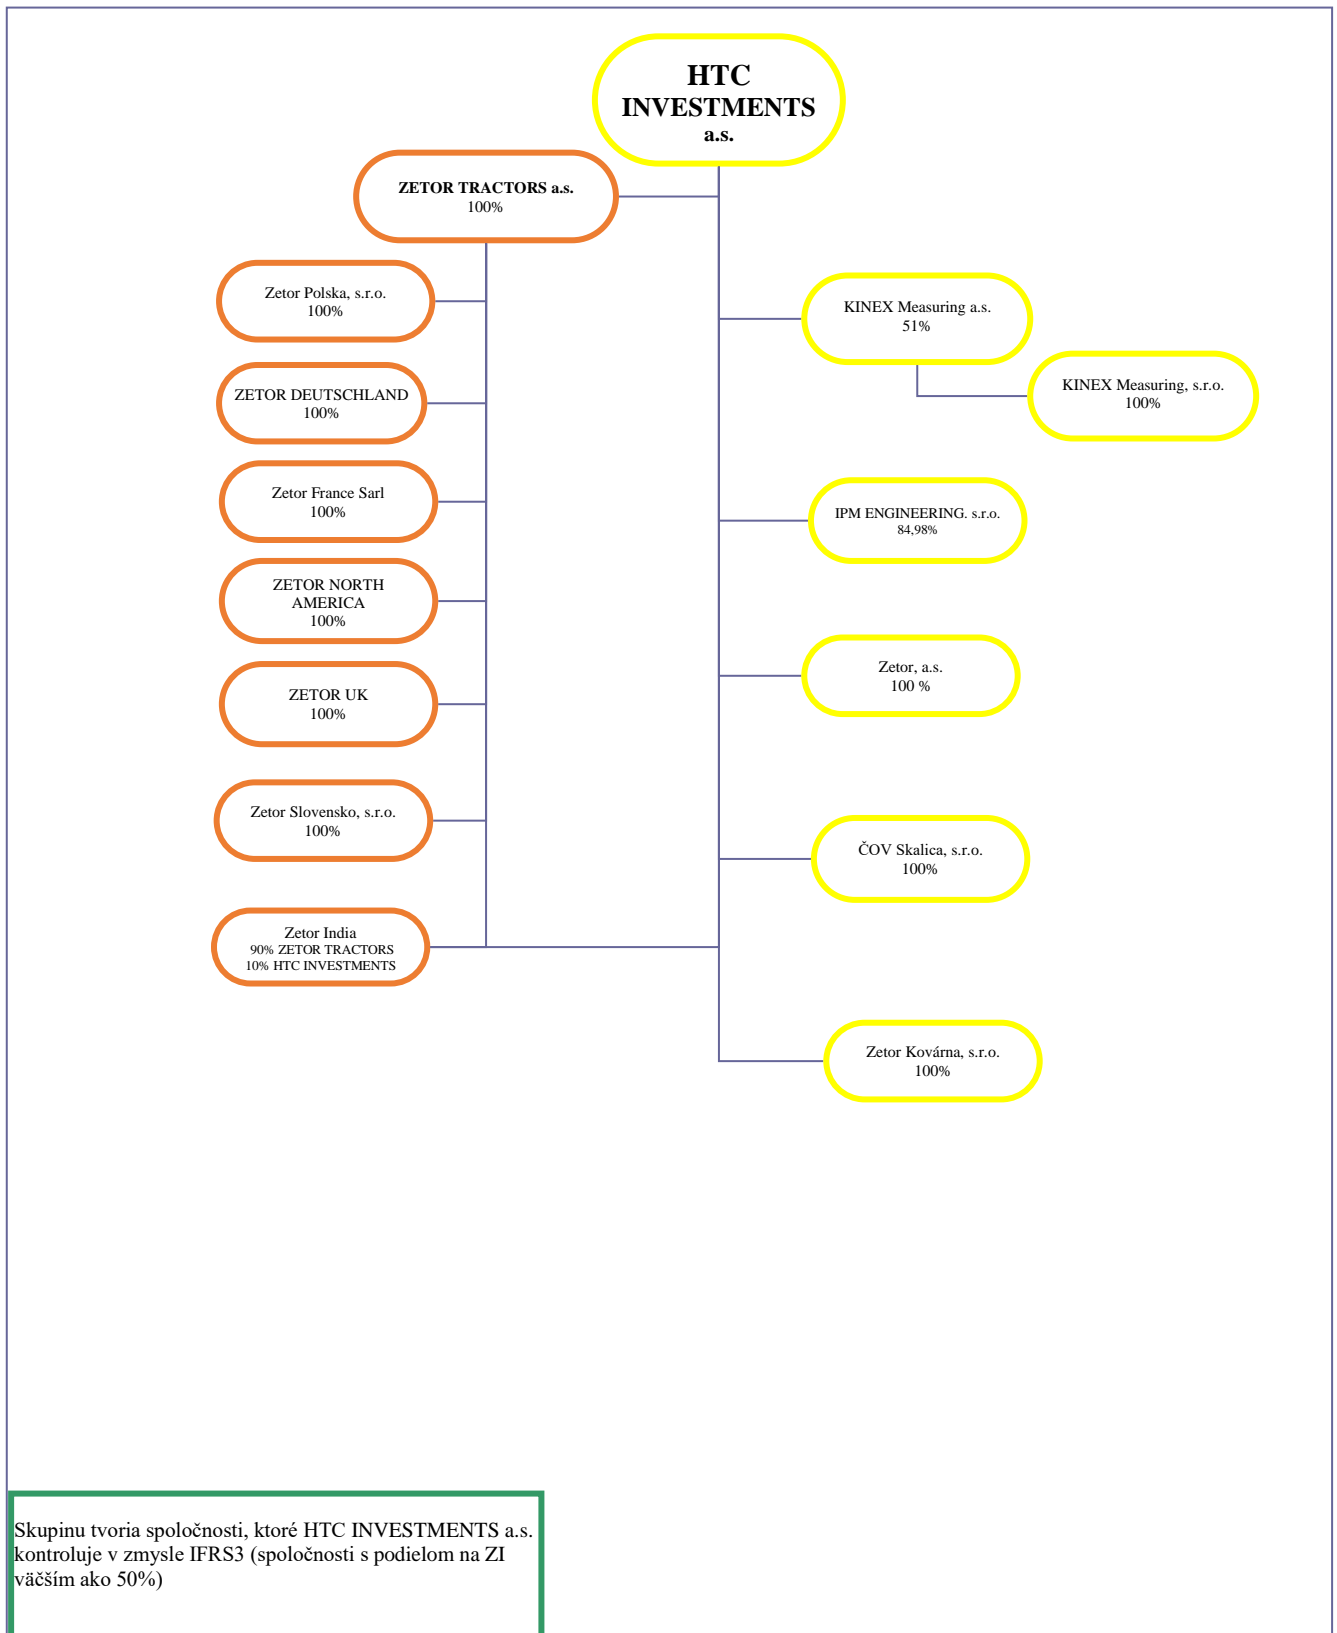 HTC
INVESTMENTS
a.s.
ZETOR TRACTORS a.s.
100%
Zetor Polska, s.r.o.
100%
ZETOR DEUTSCHLAND
100%
Zetor France Sarl
100%
ZETOR NORTH
AMERICA
100%
ZETOR UK
100%
Zetor Slovensko, s.r.o.
100%
Zetor India
90% ZETOR TRACTORS
10% HTC INVESTMENTS
KINEX Measuring a.s.
51%
KINEX Measuring, s.r.o.
100%
IPM ENGINEERING. s.r.o.
84,98%
Zetor, a.s.
100 %
ČOV Skalica, s.r.o.
100%
Zetor Kovárna, s.r.o.
100%
Skupinu tvoria spoločnosti, ktoré HTC INVESTMENTS a.s.
kontroluje v zmysle IFRS3 (spoločnosti s podielom na ZI
väčším ako 50%)